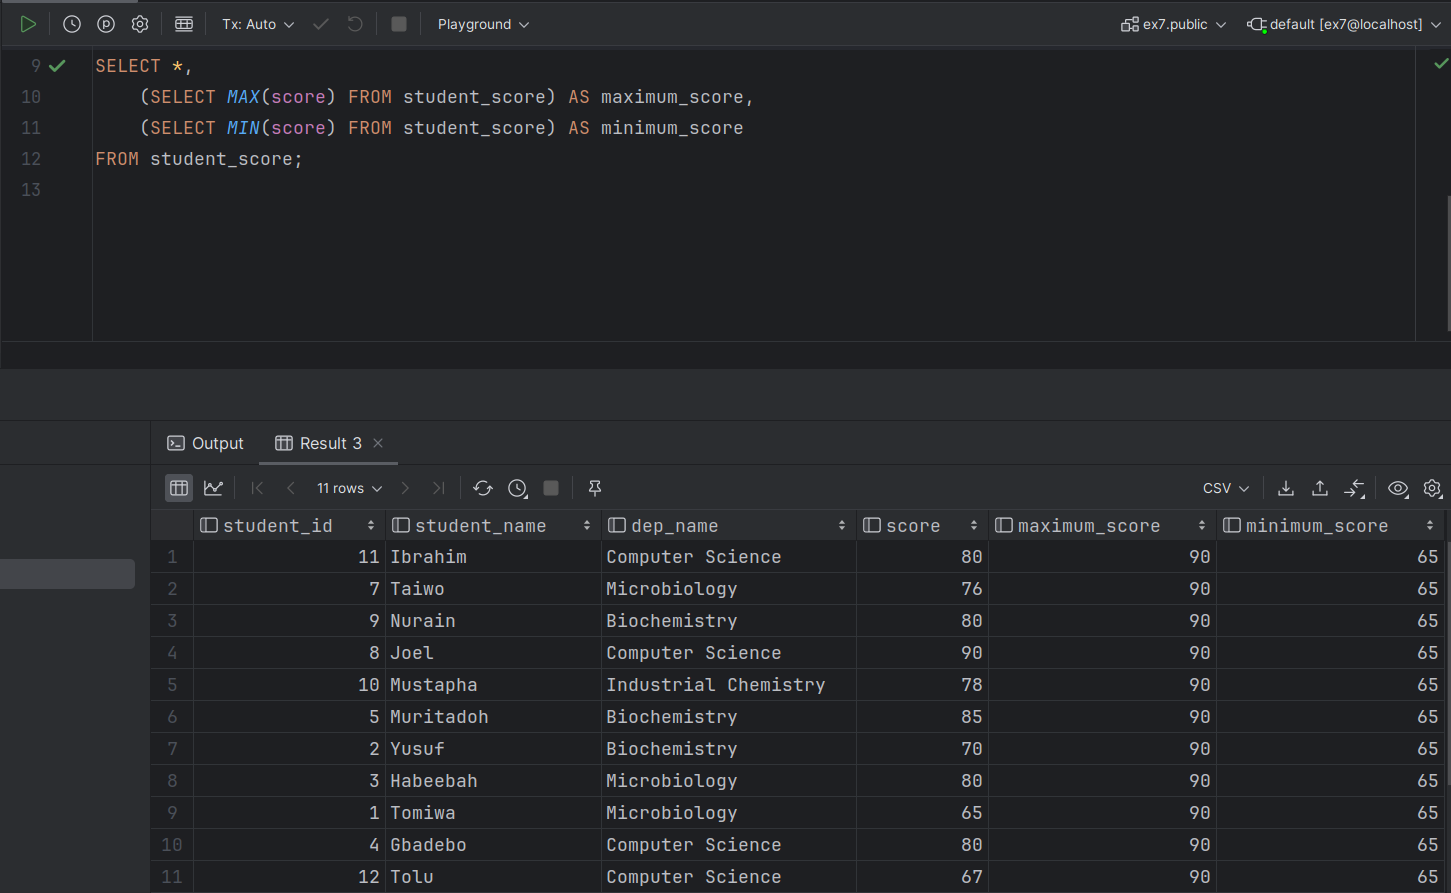 Tx: Auto Playground ex7.public default [ex7@localhost]
9 SELECT *,
10 (SELECT MAX(score) FROM student_score) AS maximum_score,
11 (SELECT MIN(score) FROM student_score) AS minimum_score
12 FROM student_score;
13
Output Result 3
11 rows CSV
student_id student_name dep_name score maximum_score minimum_score
1 11 Ibrahim Computer Science 80 90 65
2 7 Taiwo Microbiology 76 90 65
3 9 Nurain Biochemistry 80 90 65
4 8 Joel Computer Science 90 90 65
5 10 Mustapha Industrial Chemistry 78 90 65
6 5 Muritadoh Biochemistry 85 90 65
7 2 Yusuf Biochemistry 70 90 65
8 3 Habeebah Microbiology 80 90 65
9 1 Tomiwa Microbiology 65 90 65
10 4 Gbadebo Computer Science 80 90 65
11 12 Tolu Computer Science 67 90 65